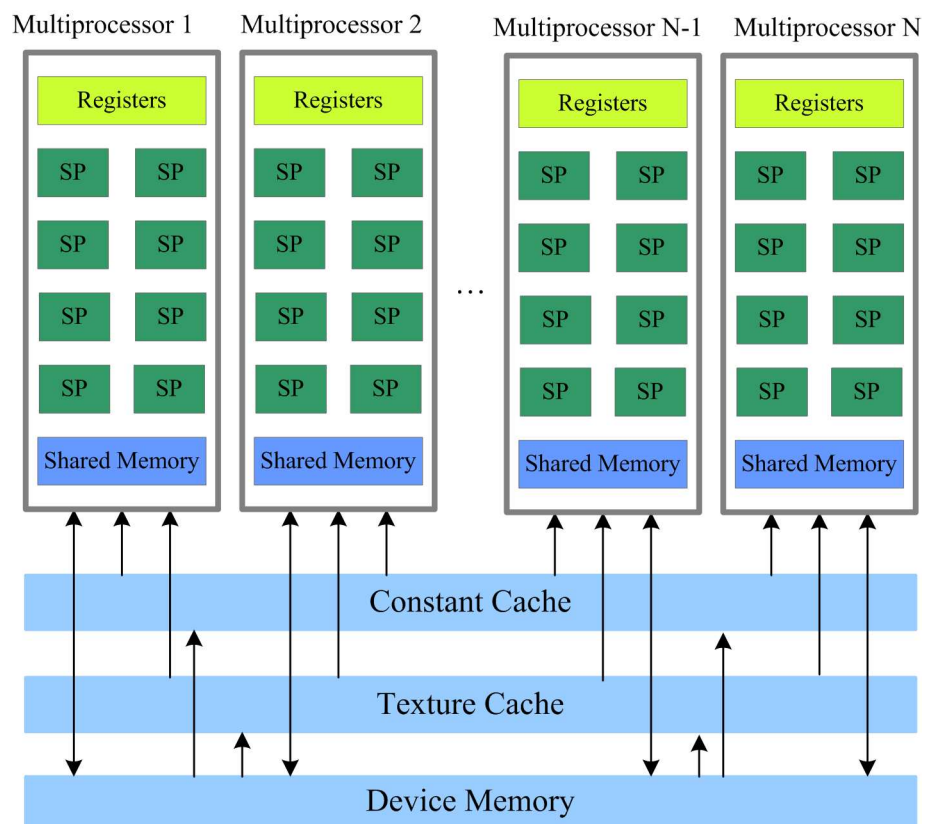 Multiprocessor 1 Multiprocessor 2 Multiprocessor N-1 Multiprocessor N
Registers Registers Registers Registers
SP SP SP SP SP SP SP SP
SP SP SP SP SP SP SP SP
...
SP SP SP SP SP SP SP SP
SP SP SP SP SP SP SP SP
Shared Memory Shared Memory Shared Memory Shared Memory
Constant Cache
Texture Cache
Device Memory